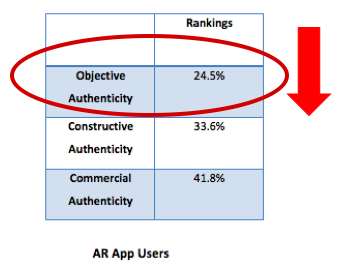 Rankings
Objective Authenticity 24.5%
Constructive Authenticity 33.6%
Commercial Authenticity 41.8%
AR App Users